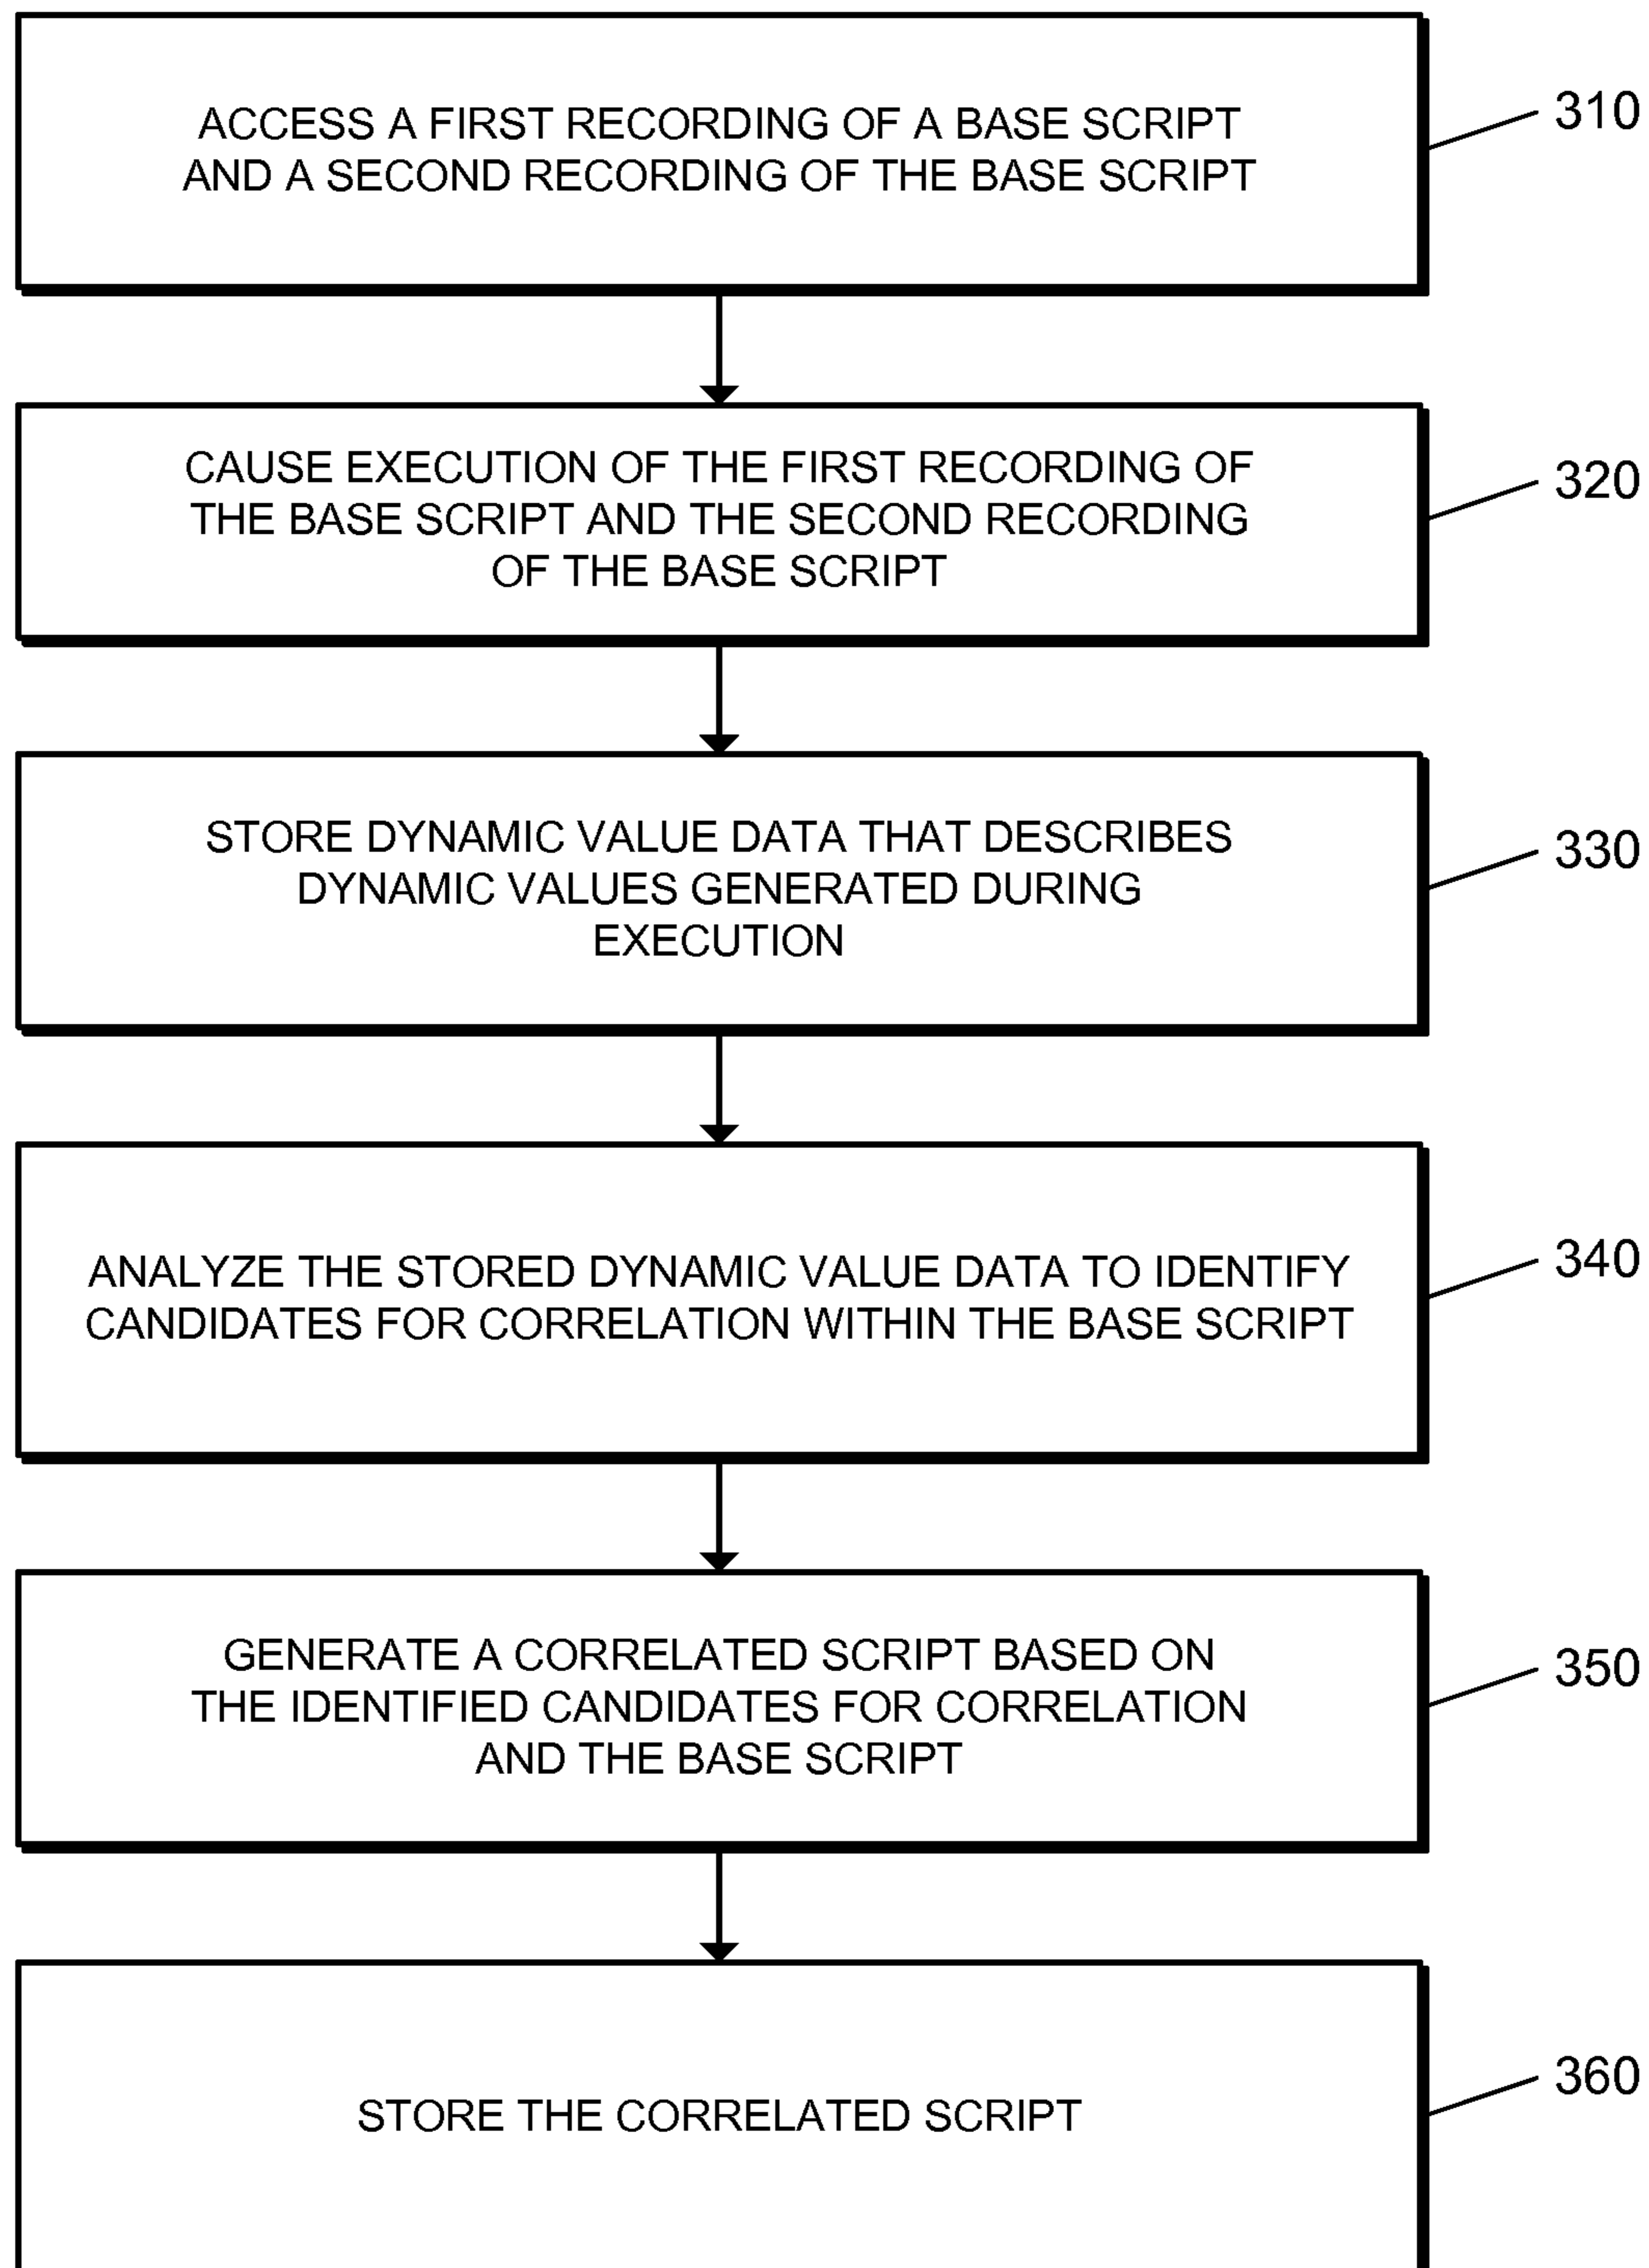 ACCESS A FIRST RECORDING OF A BASE SCRIPT
AND A SECOND RECORDING OF THE BASE SCRIPT
310
CAUSE EXECUTION OF THE FIRST RECORDING OF
THE BASE SCRIPT AND THE SECOND RECORDING
OF THE BASE SCRIPT
320
STORE DYNAMIC VALUE DATA THAT DESCRIBES
DYNAMIC VALUES GENERATED DURING
EXECUTION
330
ANALYZE THE STORED DYNAMIC VALUE DATA TO IDENTIFY
CANDIDATES FOR CORRELATION WITHIN THE BASE SCRIPT
340
GENERATE A CORRELATED SCRIPT BASED ON
THE IDENTIFIED CANDIDATES FOR CORRELATION
AND THE BASE SCRIPT
350
STORE THE CORRELATED SCRIPT
360